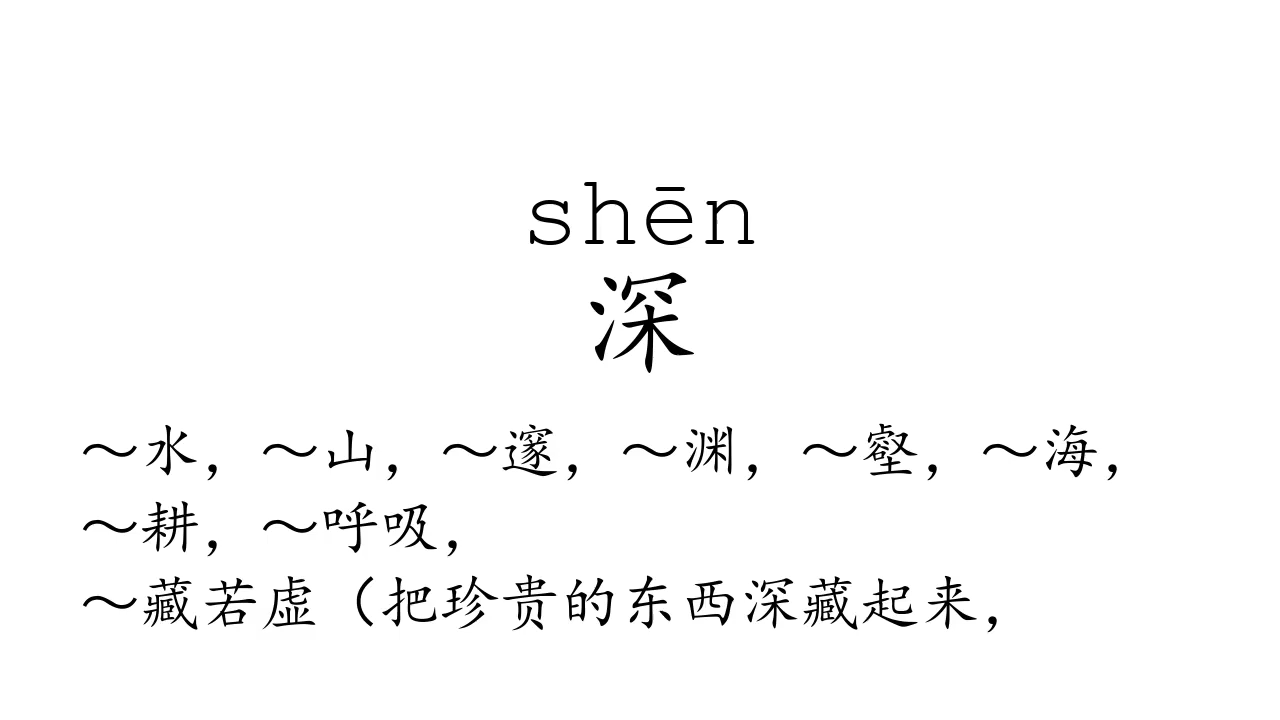 shēn
深
～水，～山，～邃，～渊，～壑，～海，
～耕，～呼吸，
～藏若虚（把珍贵的东西深藏起来，